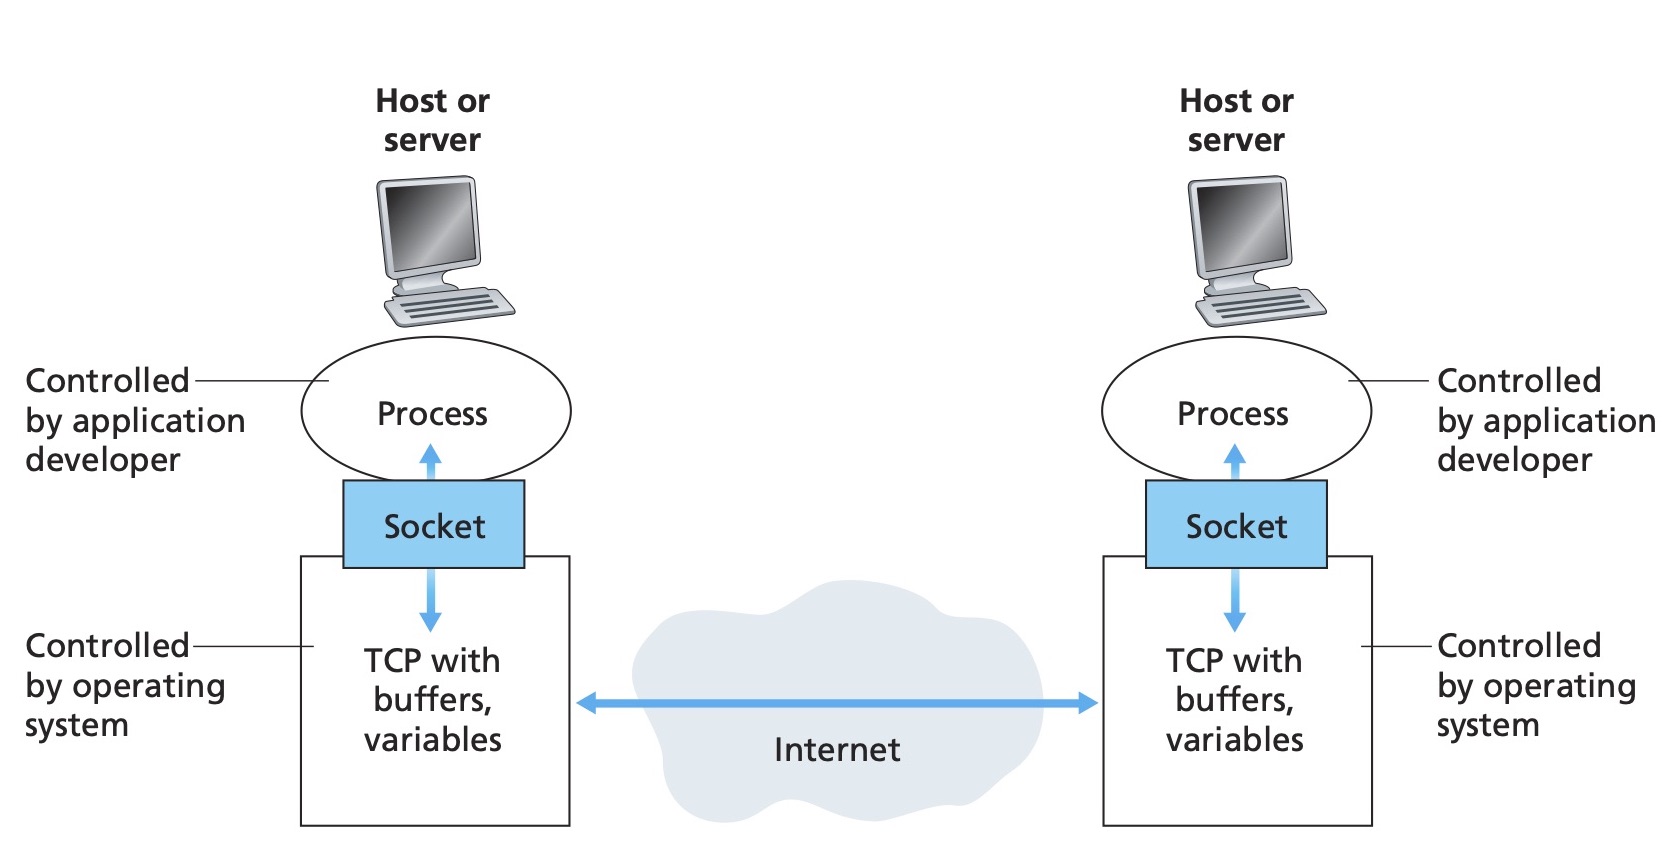 Host or
server
Host or
server
Controlled
by application
developer
Process
Process
Controlled
by application
developer
Socket
Socket
Controlled
by operating
system
TCP with
buffers,
variables
Internet
TCP with
buffers,
variables
Controlled
by operating
system